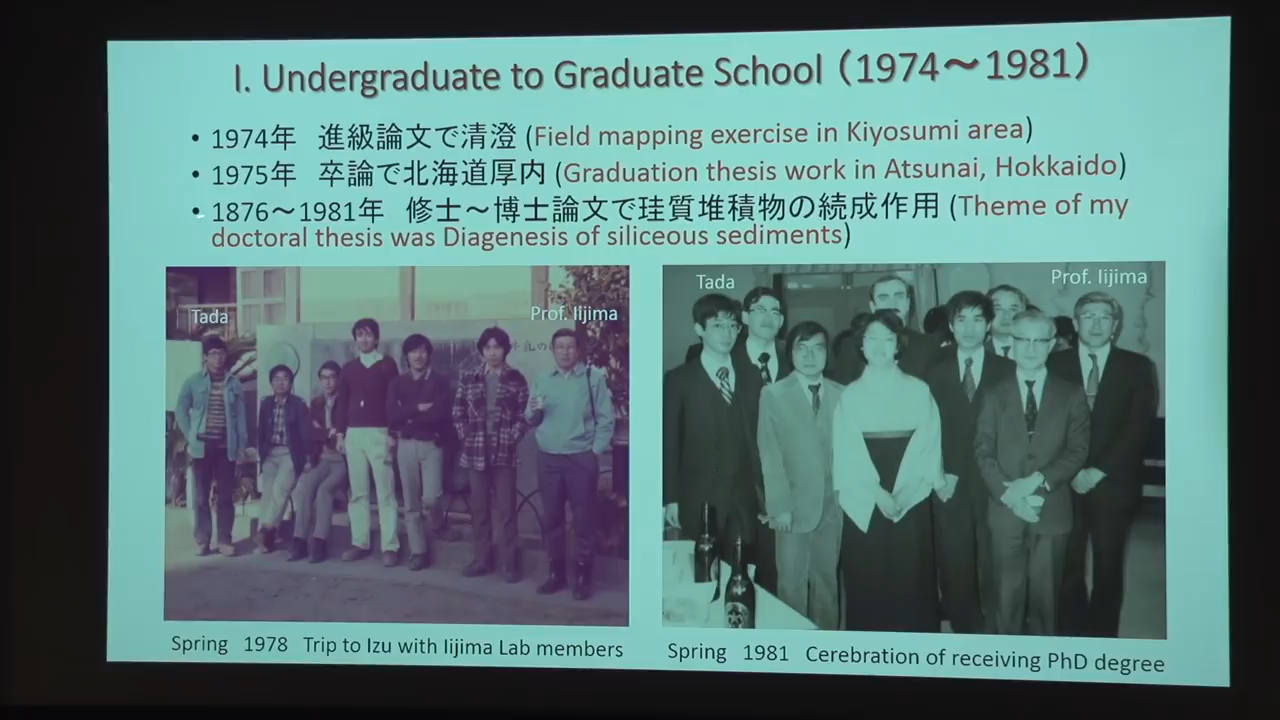 I. Undergraduate to Graduate School（1974～1981）
• 1974年 進級論文で清澄 (Field mapping exercise in Kiyosumi area)
• 1975年 卒論で北海道厚内 (Graduation thesis work in Atsunai, Hokkaido)
• 1876～1981年 修士～博士論文で珪質堆積物の続成作用 (Theme of my
doctoral thesis was Diagenesis of siliceous sediments)
Tada
Prof. Iijima
Tada
Prof. Iijima
Spring 1978 Trip to Izu with Iijima Lab members
Spring 1981 Cerebration of receiving PhD degree